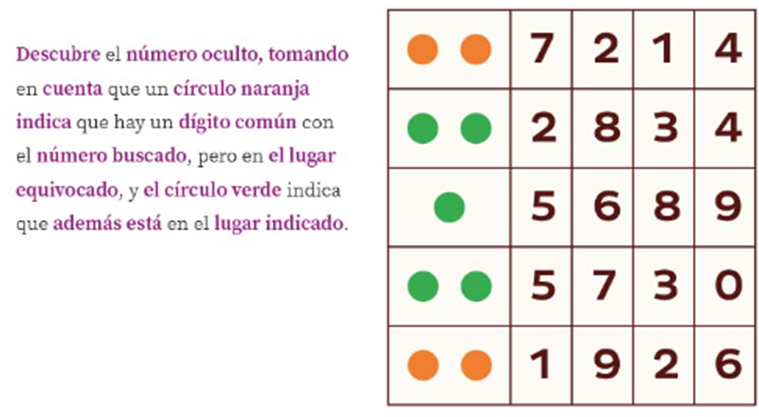 Descubre el número oculto, tomando
en cuenta que un círculo naranja
indica que hay un dígito común con
el número buscado, pero en el lugar
equivocado, y el círculo verde indica
que además está en el lugar indicado.
7 2 1 4
2 8 3 4
5 6 8 9
5 7 3 0
1 9 2 6